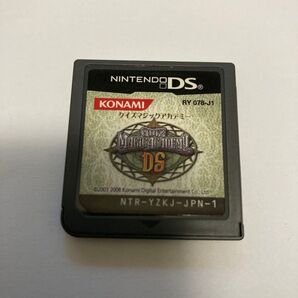 NINTENDO DS
KONAMI RY 078-J1
クイズマジックアカデミー
QUIZ
MAGIC ACADEMY
DS
©2003 2008 Konami Digital Entertainment Co., Ltd.
NTR-YZKJ-JPN-1